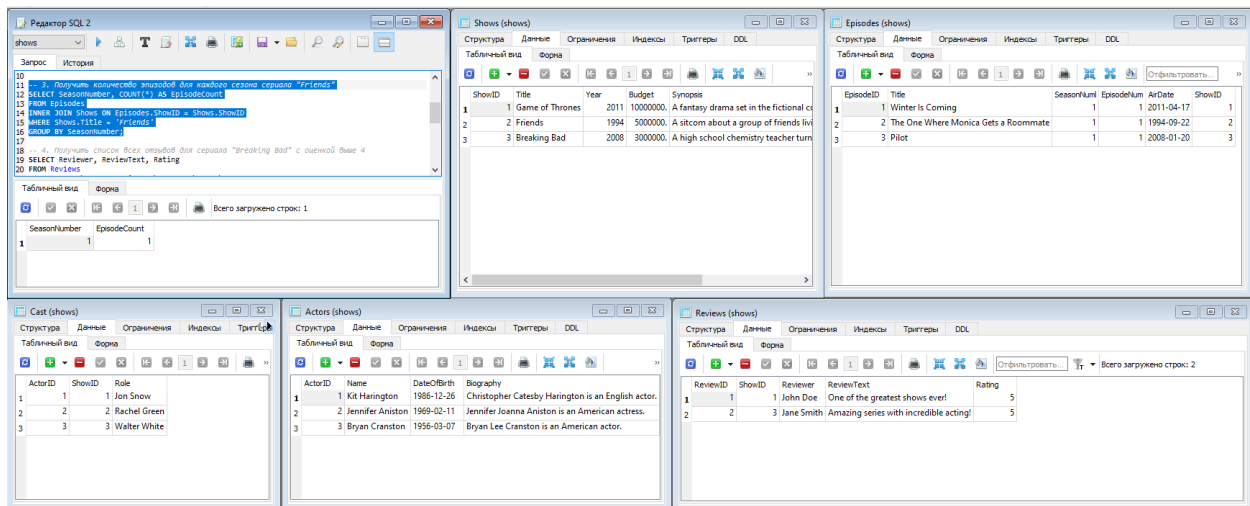 Редактор SQL 2
shows
Запрос История
10
11 -- 3. Получить количество эпизодов для каждого сезона сериала "Friends"
12 SELECT SeasonNumber, COUNT(*) AS EpisodeCount
13 FROM Episodes
14 INNER JOIN Shows ON Episodes.ShowID = Shows.ShowID
15 WHERE Shows.Title = 'Friends'
16 GROUP BY SeasonNumber;
17
18 -- 4. Получить список всех отзывов для сериала "Breaking Bad" с оценкой выше 4
19 SELECT Reviewer, ReviewText, Rating
20 FROM Reviews
Табличный вид Форма
1 Всего загружено строк: 1
SeasonNumber EpisodeCount
1 1 1
Shows (shows)
Структура Данные Ограничения Индексы Триггеры DDL
Табличный вид Форма
1 »
ShowID Title Year Budget Synopsis
1 1 Game of Thrones 2011 10000000. A fantasy drama set in the fictional co
2 2 Friends 1994 5000000. A sitcom about a group of friends livi
3 3 Breaking Bad 2008 3000000. A high school chemistry teacher turn
Episodes (shows)
Структура Данные Ограничения Индексы Триггеры DDL
Табличный вид Форма
1 Отфильтровать... »
EpisodeID Title SeasonNuml EpisodeNum AirDate ShowID
1 1 Winter Is Coming 1 1 2011-04-17 1
2 2 The One Where Monica Gets a Roommate 1 1 1994-09-22 2
3 3 Pilot 1 1 2008-01-20 3
Cast (shows)
Структура Данные Ограничения Индексы Триггеры
Табличный вид Форма
1 »
ActorID ShowID Role
1 1 1 Jon Snow
2 2 2 Rachel Green
3 3 3 Walter White
Actors (shows)
Структура Данные Ограничения Индексы Триггеры DDL
Табличный вид Форма
1 »
ActorID Name DateOfBirth Biography
1 1 Kit Harington 1986-12-26 Christopher Catesby Harington is an English actor.
2 2 Jennifer Aniston 1969-02-11 Jennifer Joanna Aniston is an American actress.
3 3 Bryan Cranston 1956-03-07 Bryan Lee Cranston is an American actor.
Reviews (shows)
Структура Данные Ограничения Индексы Триггеры DDL
Табличный вид Форма
1 Отфильтровать... Всего загружено строк: 2
ReviewID ShowID Reviewer ReviewText Rating
1 1 1 John Doe One of the greatest shows ever! 5
2 2 3 Jane Smith Amazing series with incredible acting! 5